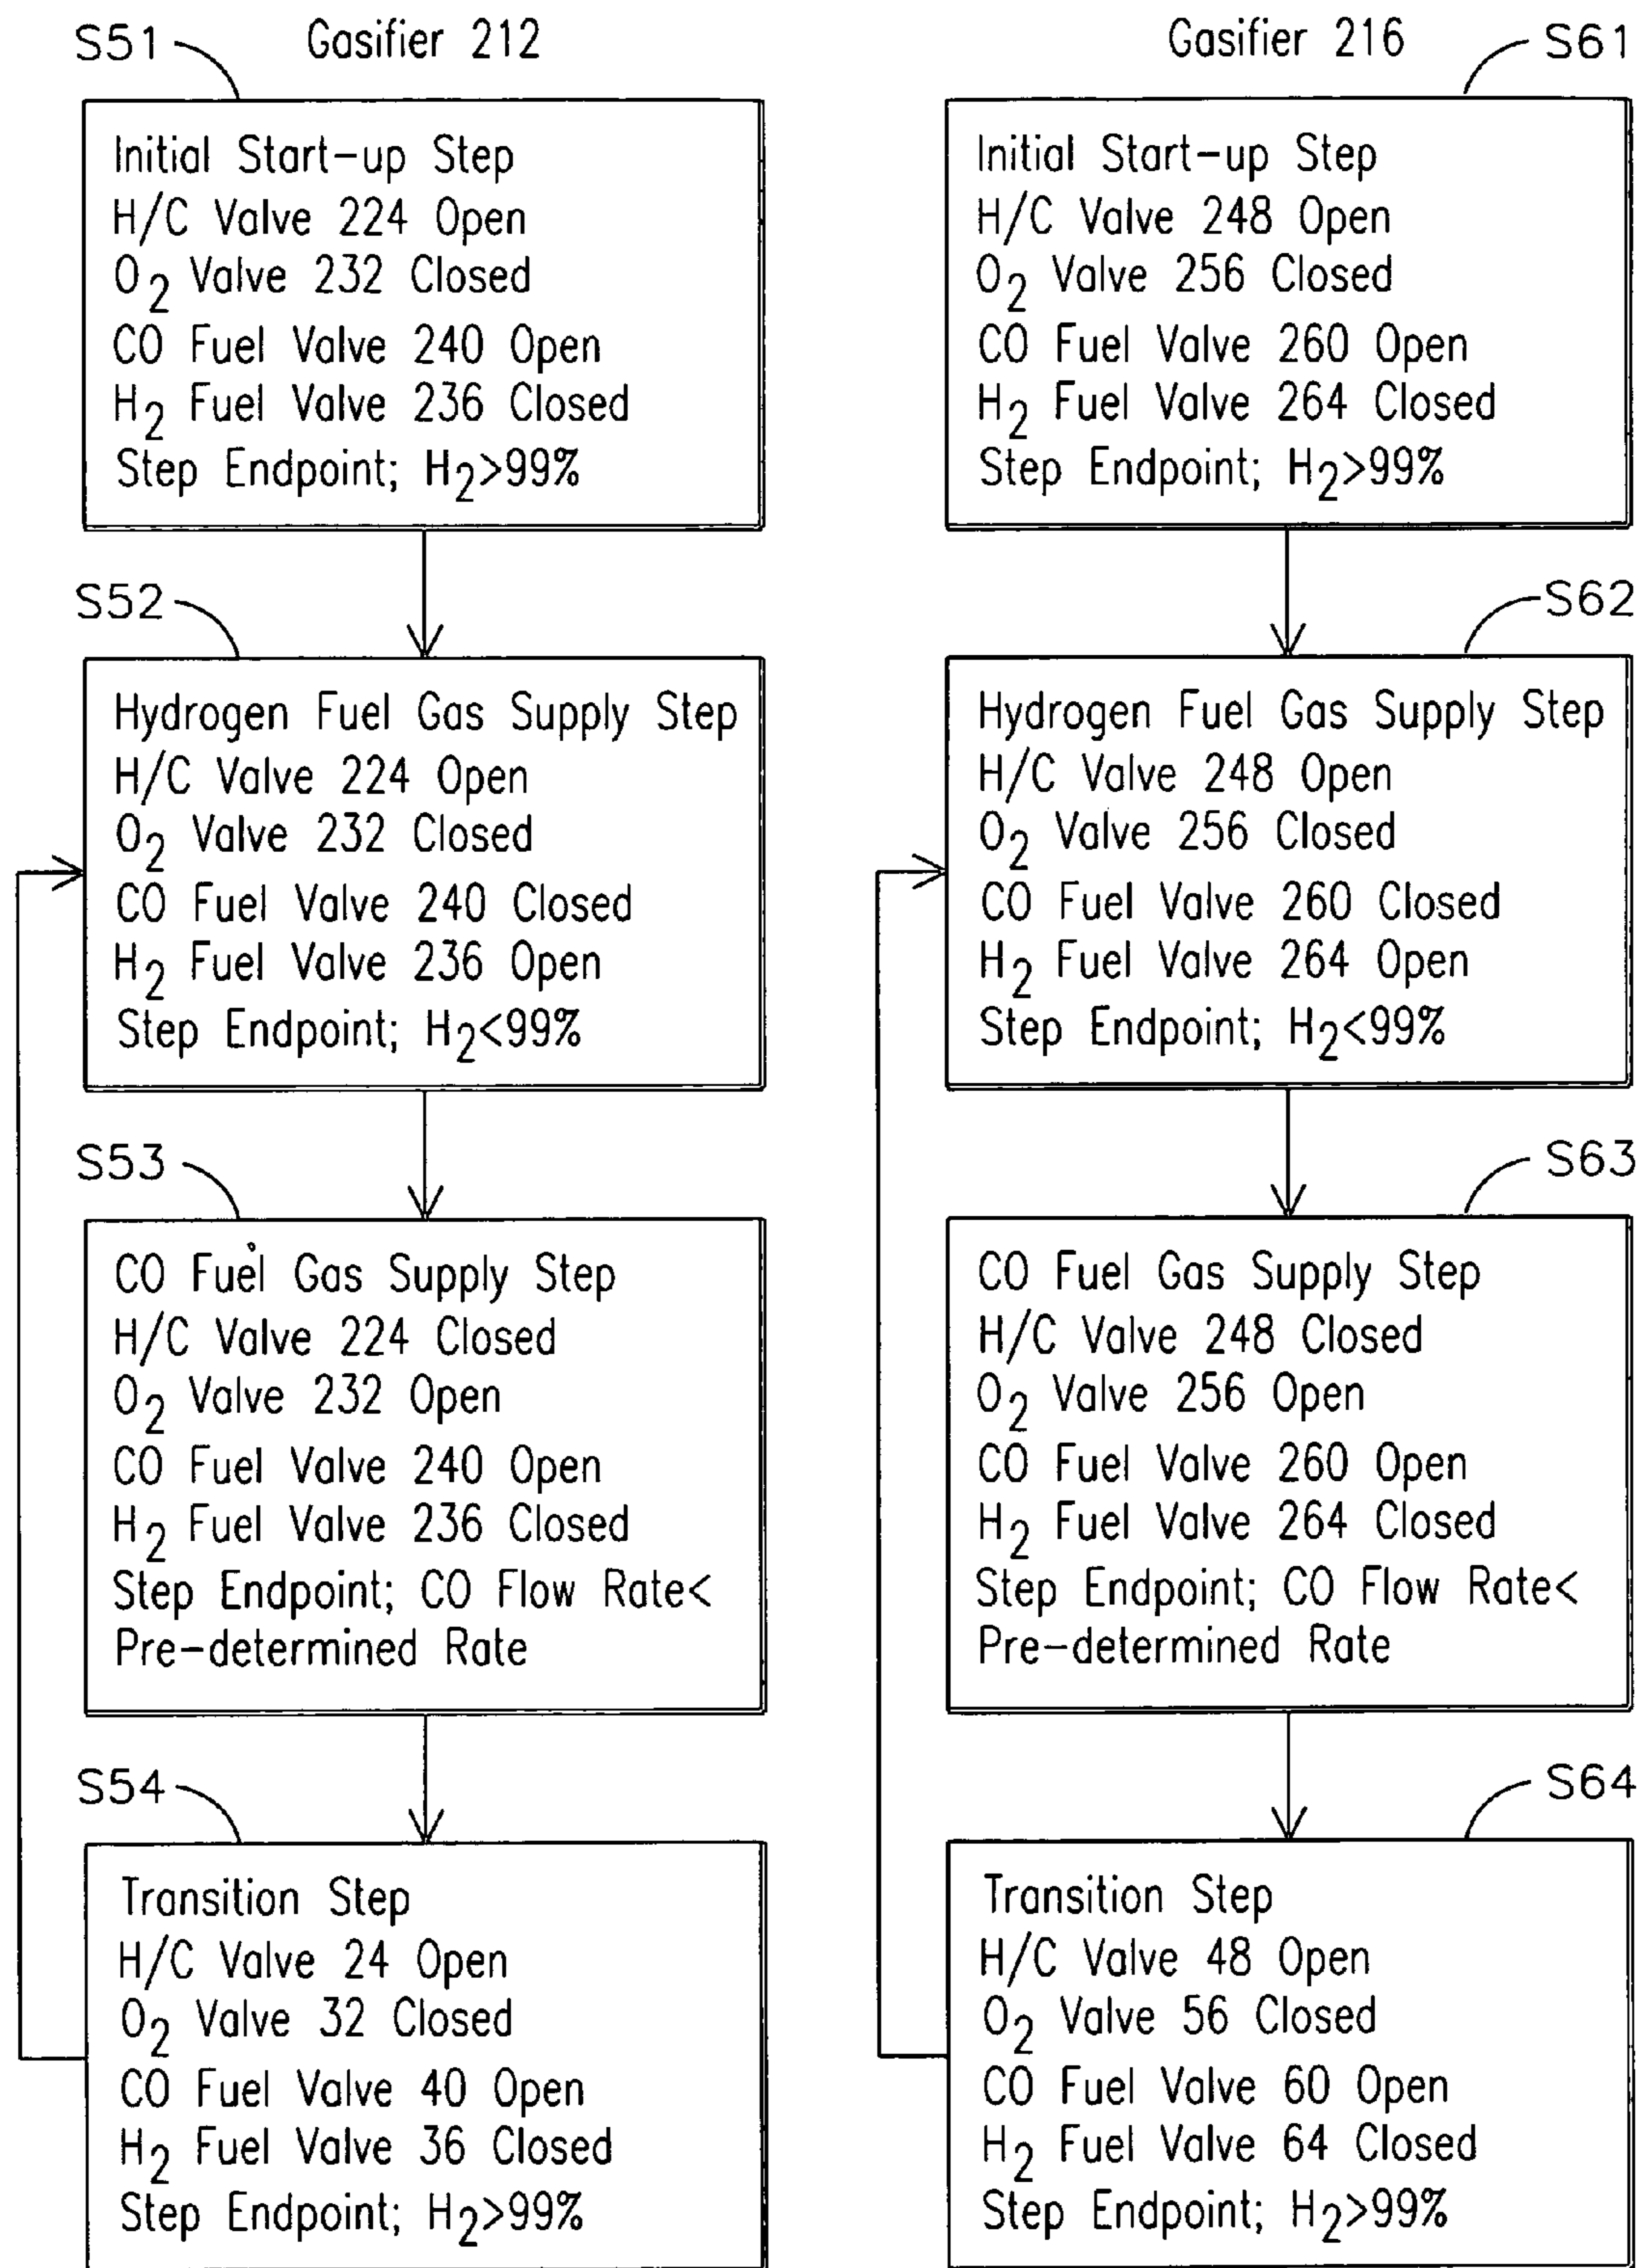 S51
Gasifier 212
Initial Start-up Step
H/C Valve 224 Open
O2 Valve 232 Closed
CO Fuel Valve 240 Open
H2 Fuel Valve 236 Closed
Step Endpoint; H2>99%
S52
Hydrogen Fuel Gas Supply Step
H/C Valve 224 Open
O2 Valve 232 Closed
CO Fuel Valve 240 Closed
H2 Fuel Valve 236 Open
Step Endpoint; H2<99%
S53
CO Fuel Gas Supply Step
H/C Valve 224 Closed
O2 Valve 232 Open
CO Fuel Valve 240 Open
H2 Fuel Valve 236 Closed
Step Endpoint; CO Flow Rate<
Pre-determined Rate
S54
Transition Step
H/C Valve 24 Open
O2 Valve 32 Closed
CO Fuel Valve 40 Open
H2 Fuel Valve 36 Closed
Step Endpoint; H2>99%
Gasifier 216
S61
Initial Start-up Step
H/C Valve 248 Open
O2 Valve 256 Closed
CO Fuel Valve 260 Open
H2 Fuel Valve 264 Closed
Step Endpoint; H2>99%
S62
Hydrogen Fuel Gas Supply Step
H/C Valve 248 Open
O2 Valve 256 Closed
CO Fuel Valve 260 Closed
H2 Fuel Valve 264 Open
Step Endpoint; H2<99%
S63
CO Fuel Gas Supply Step
H/C Valve 248 Closed
O2 Valve 256 Open
CO Fuel Valve 260 Open
H2 Fuel Valve 264 Closed
Step Endpoint; CO Flow Rate<
Pre-determined Rate
S64
Transition Step
H/C Valve 48 Open
O2 Valve 56 Closed
CO Fuel Valve 60 Open
H2 Fuel Valve 64 Closed
Step Endpoint; H2>99%